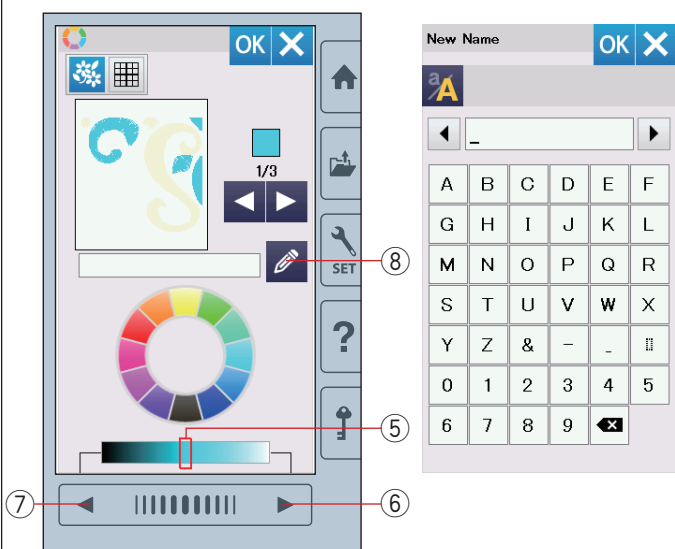 OK
1/3
SET
?
⑧
⑤
⑦
⑥
New Name
OK
a/A
_
A B C D E F
G H I J K L
M N O P Q R
S T U V W X
Y Z & - _
0 1 2 3 4 5
6 7 8 9